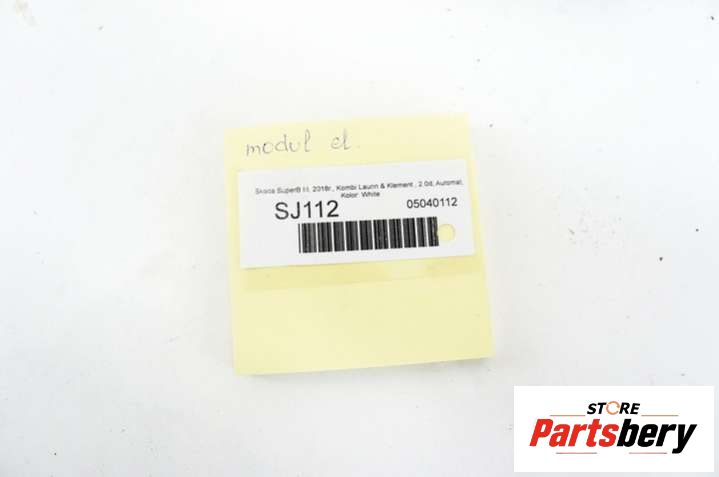 modul el.
Skoda SuperB III, 2018r., Kombi Laurin & Klement , 2.0d, Automat,
Kolor: White
SJ112
05040112
STORE
Partsbery